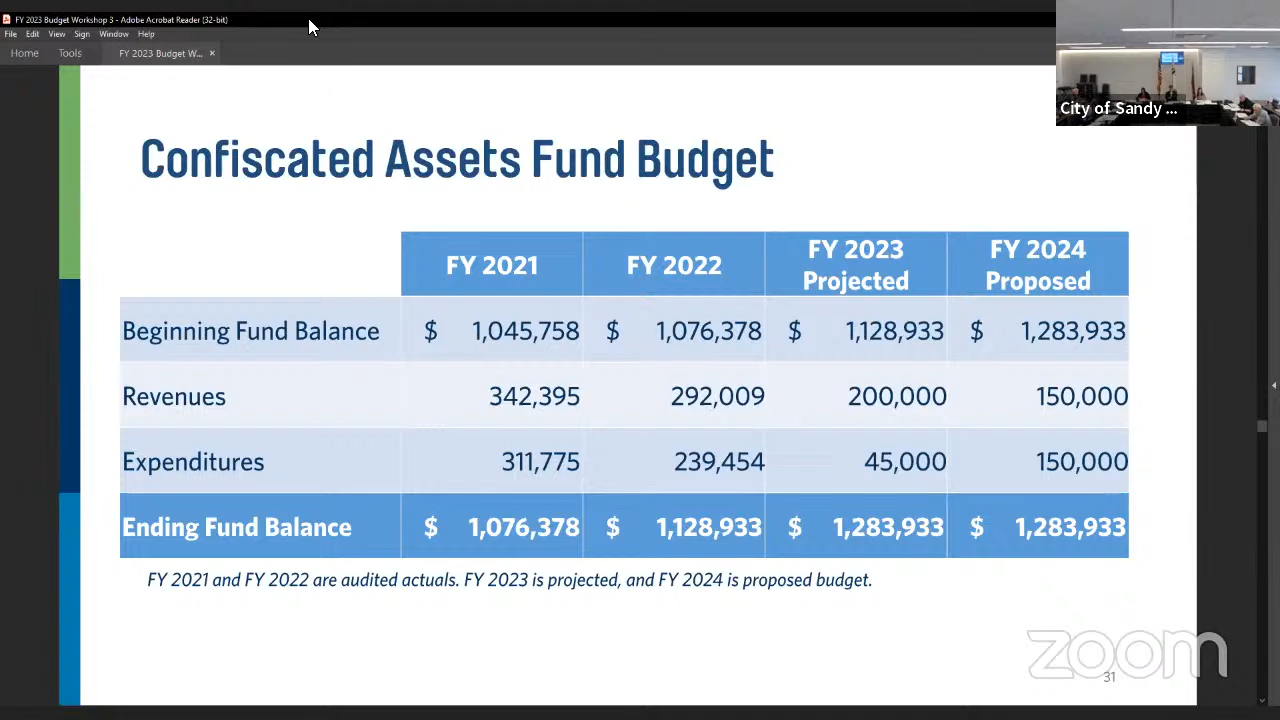 FY 2023 Budget Workshop 3 - Adobe Acrobat Reader (32-bit)
File Edit View Sign Window Help
Home Tools FY 2023 Budget W... ×
City of Sandy ...
Confiscated Assets Fund Budget
FY 2021 FY 2022 FY 2023 Projected FY 2024 Proposed
Beginning Fund Balance $ 1,045,758 $ 1,076,378 $ 1,128,933 $ 1,283,933
Revenues 342,395 292,009 200,000 150,000
Expenditures 311,775 239,454 45,000 150,000
Ending Fund Balance $ 1,076,378 $ 1,128,933 $ 1,283,933 $ 1,283,933
FY 2021 and FY 2022 are audited actuals. FY 2023 is projected, and FY 2024 is proposed budget.
zoom
31